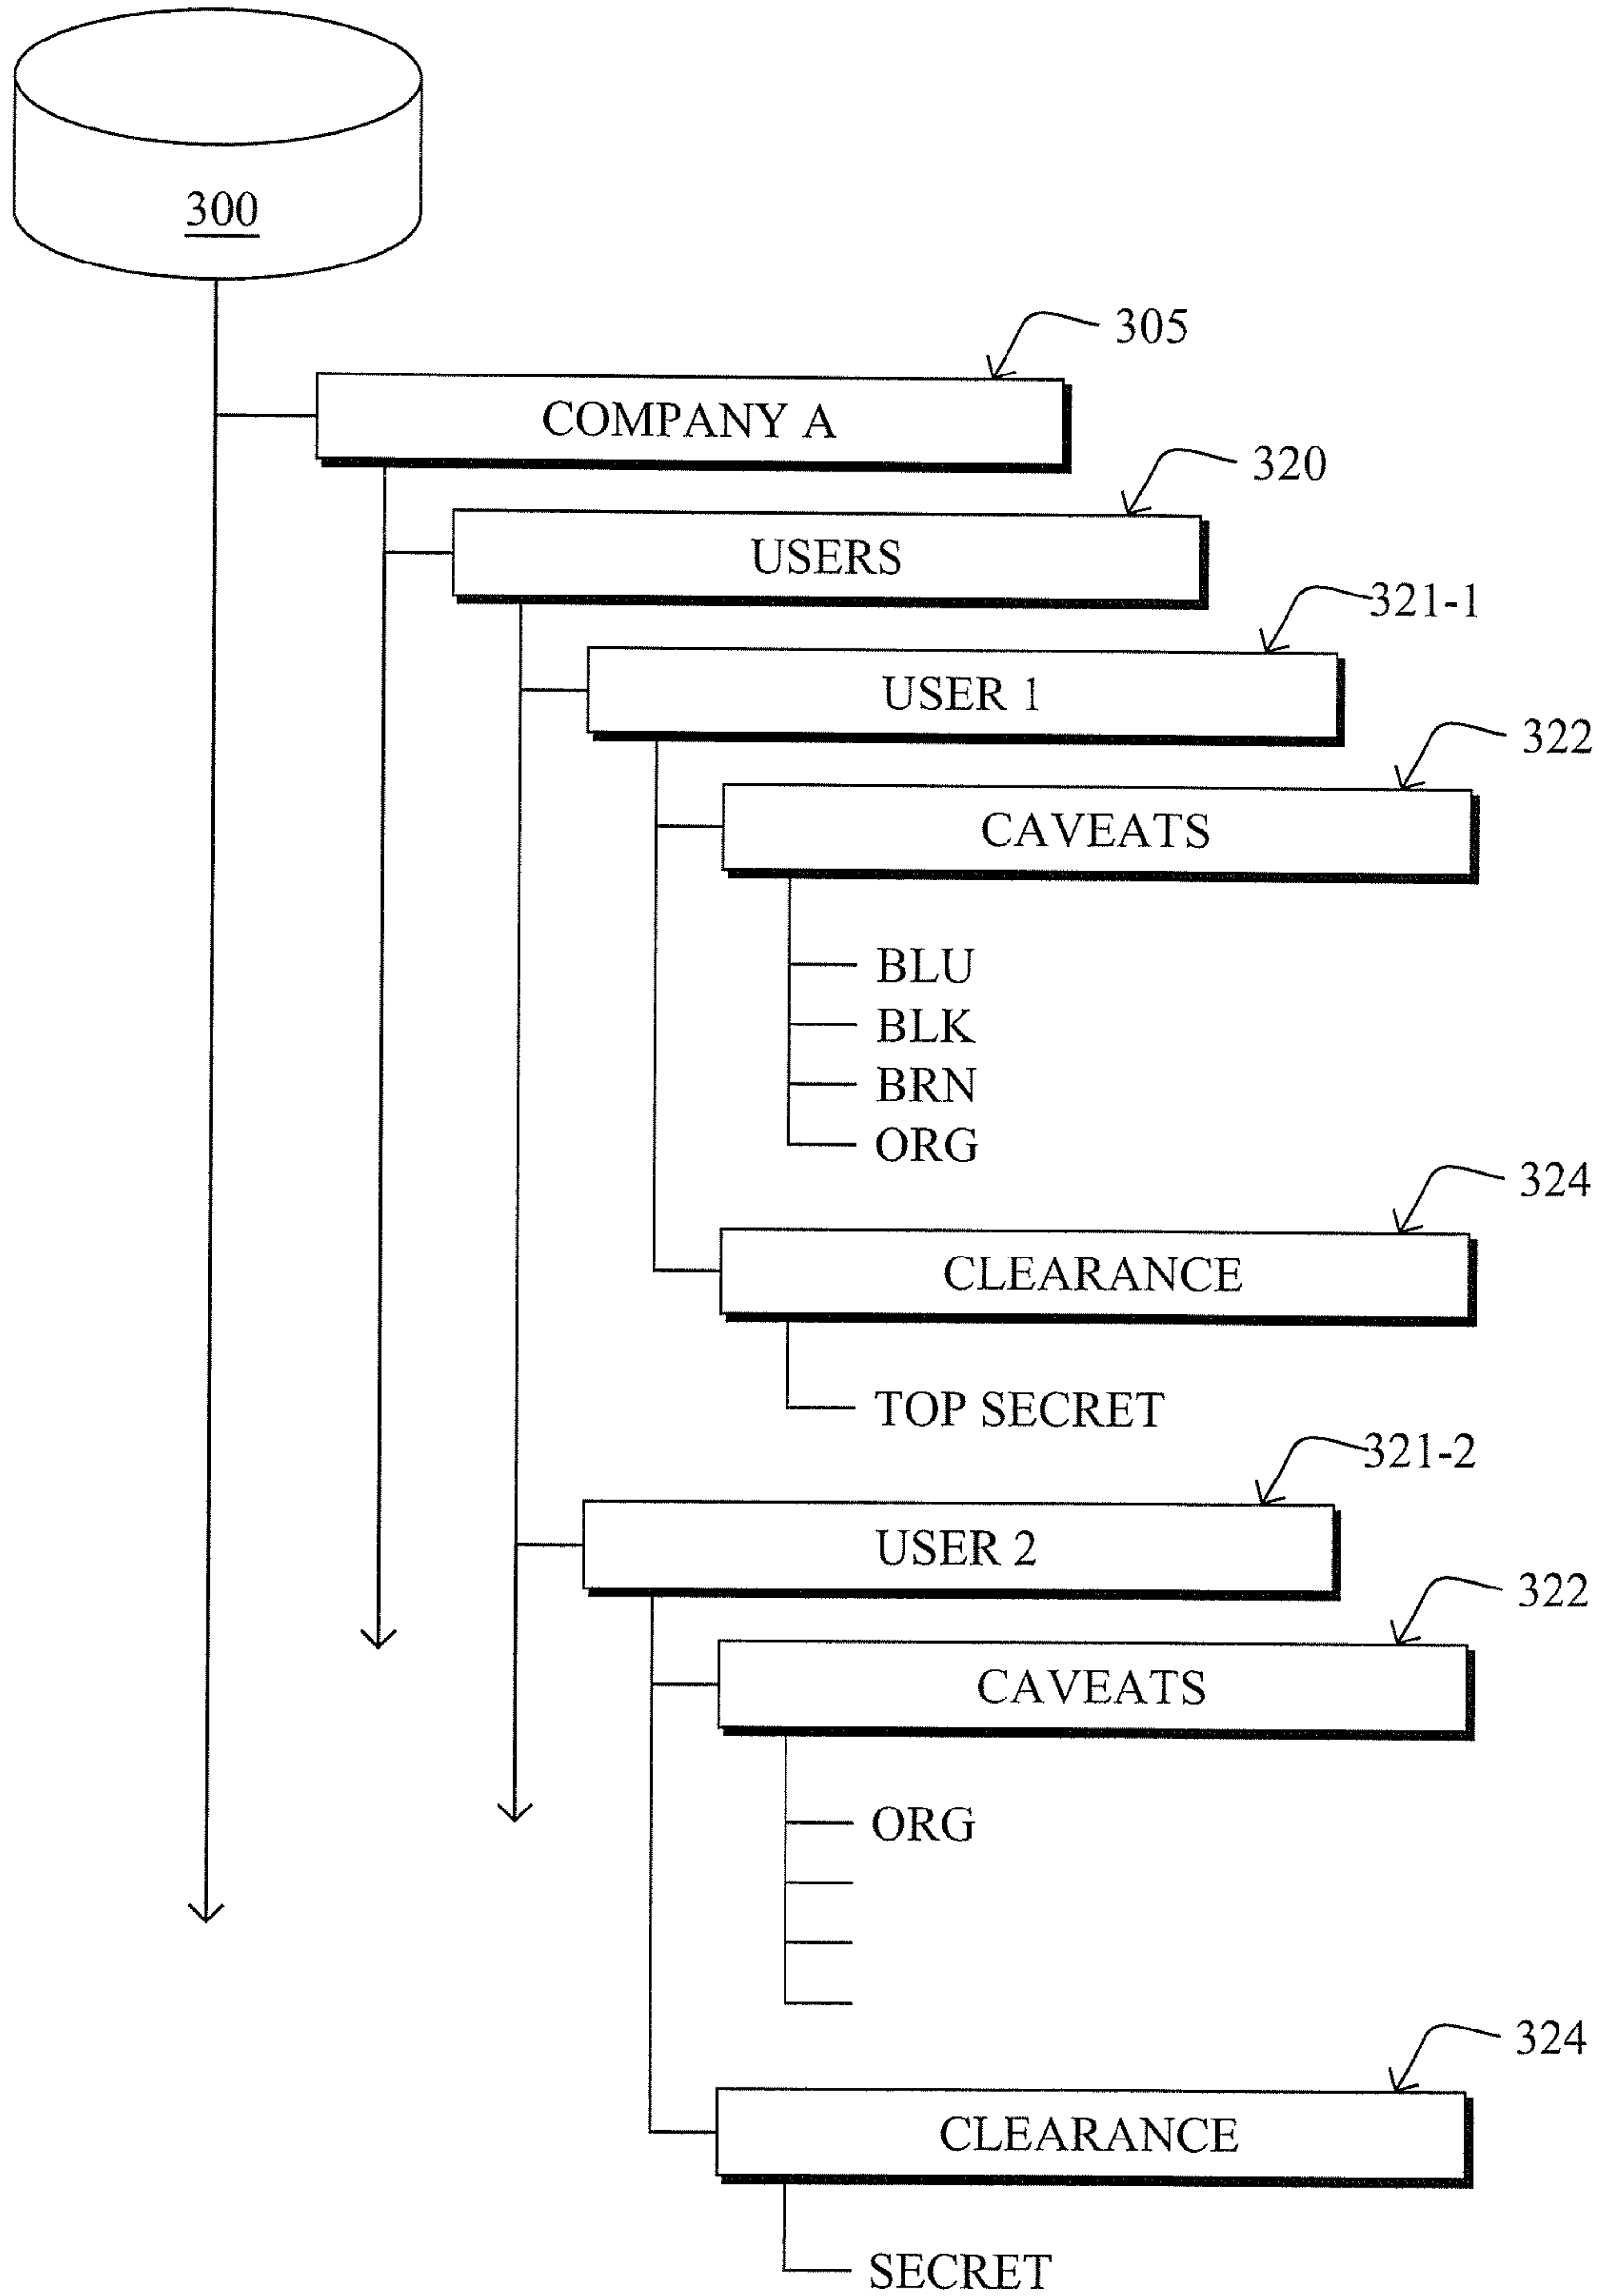 300
305
COMPANY A
320
USERS
321-1
USER 1
322
CAVEATS
BLU
BLK
BRN
ORG
324
CLEARANCE
TOP SECRET
321-2
USER 2
322
CAVEATS
ORG
324
CLEARANCE
SECRET